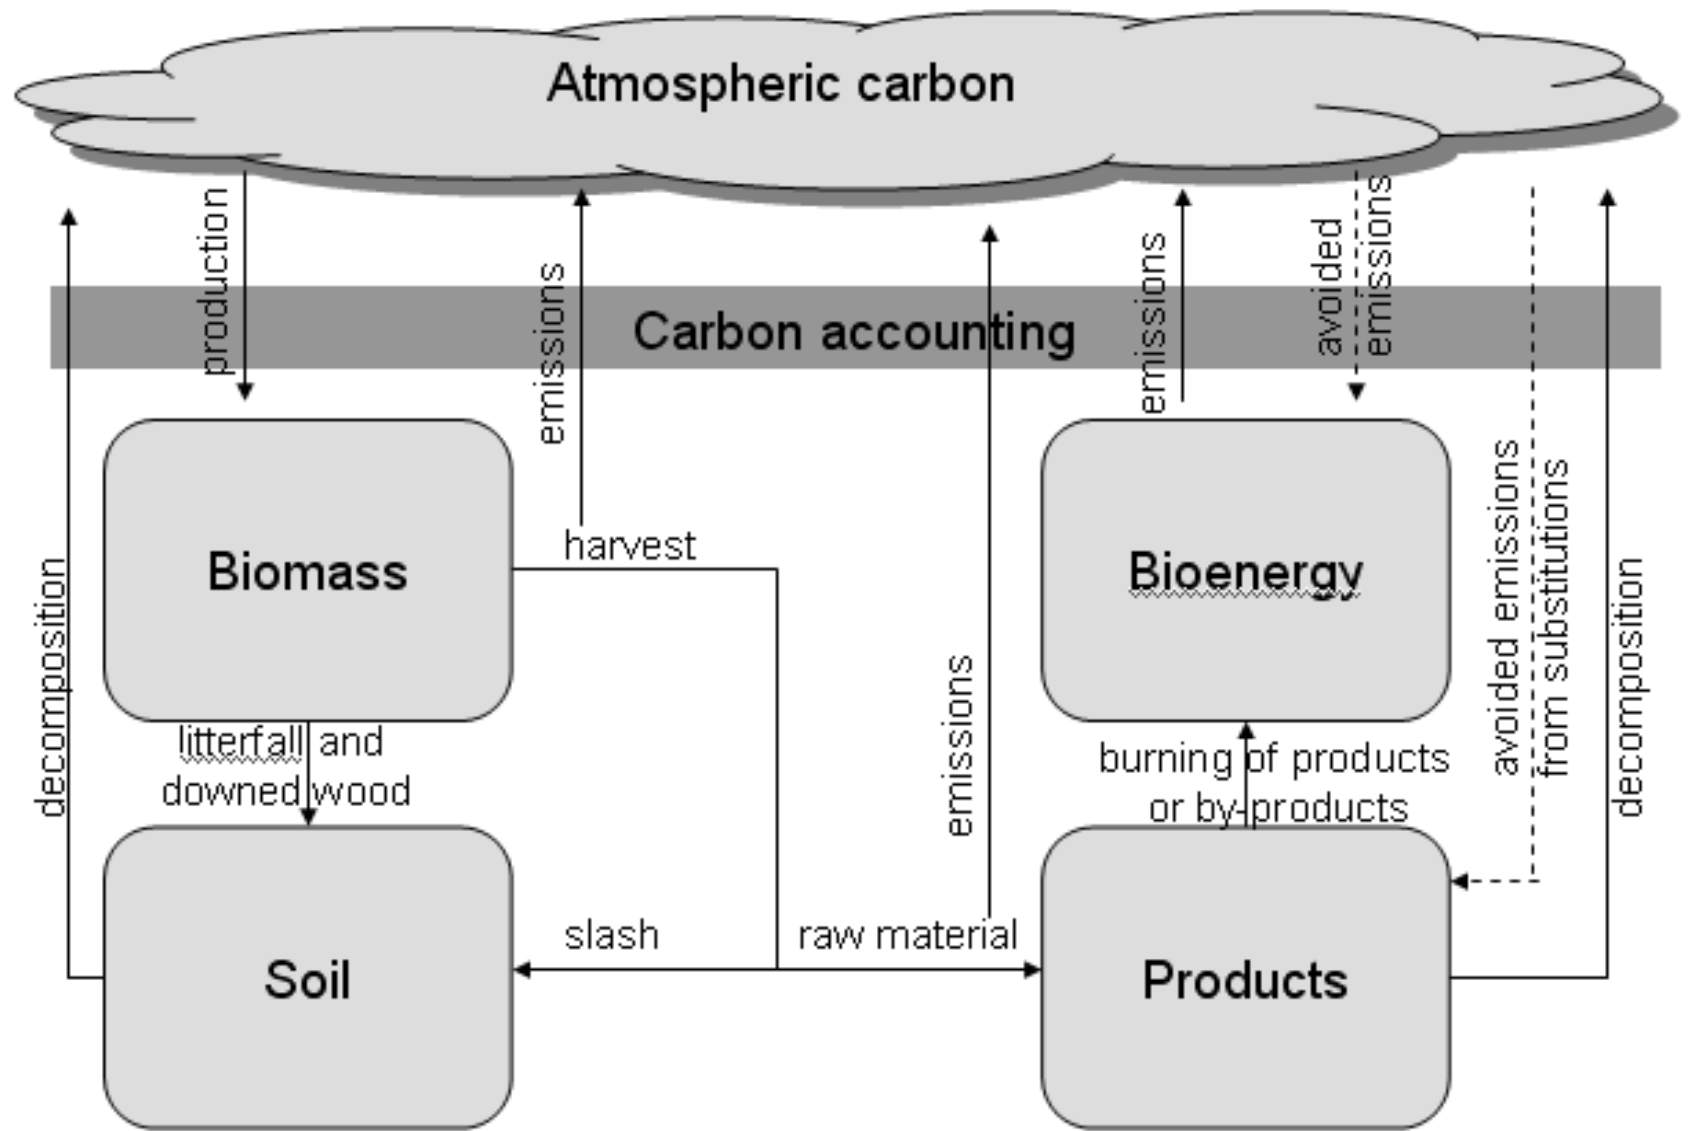 Atmospheric carbon
production
emissions
emissions
avoided
emissions
Carbon accounting
decomposition
harvest
Biomass
Bioenergy
avoided emissions
from substitutions
decomposition
litterfall and
downed wood
emissions
burning of products
or by-products
slash
raw material
Soil
Products